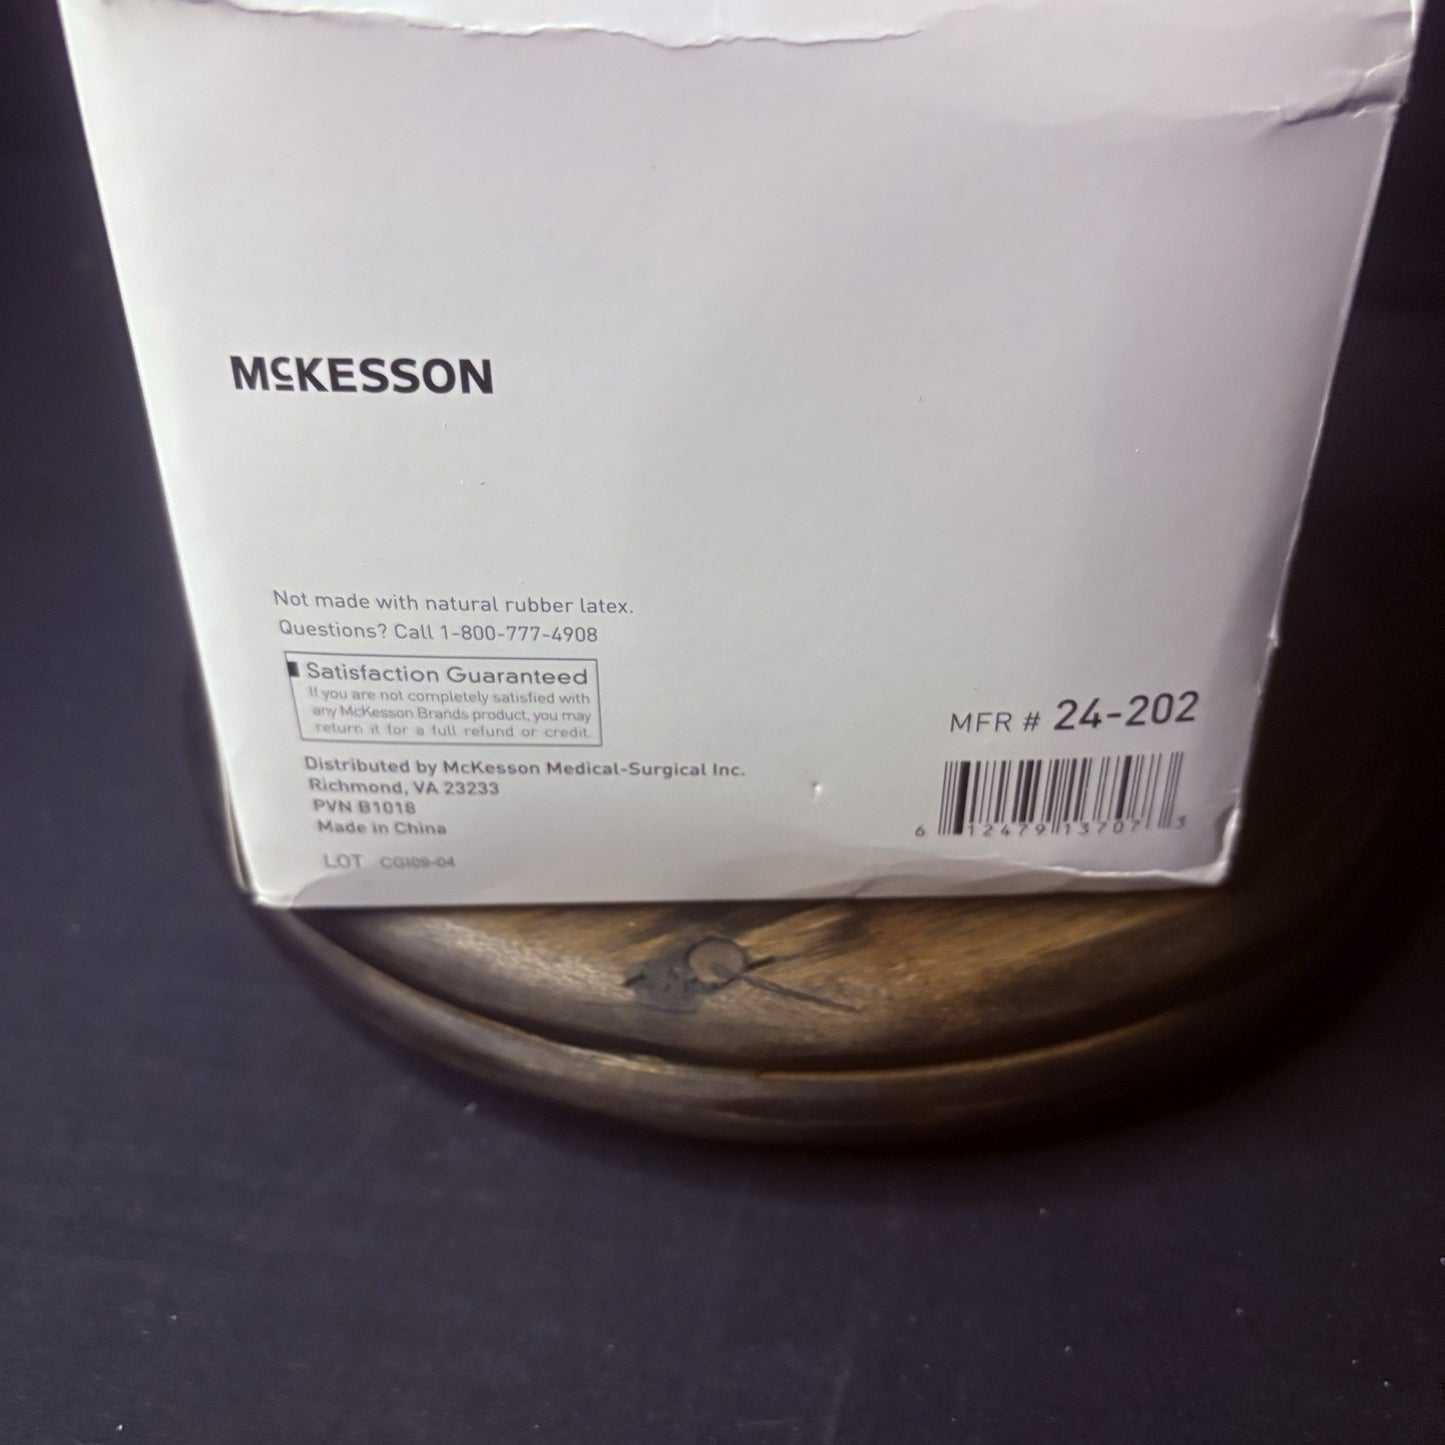 McKESSON
Not made with natural rubber latex.
Questions? Call 1-800-777-4908
Satisfaction Guaranteed
If you are not completely satisfied with
any McKesson Brands product, you may
return it for a full refund or credit.
Distributed by McKesson Medical-Surgical Inc.
Richmond, VA 23233
PVN B1018
Made in China
LOT CGI09-04
MFR # 24-202
6 12479 13707 3